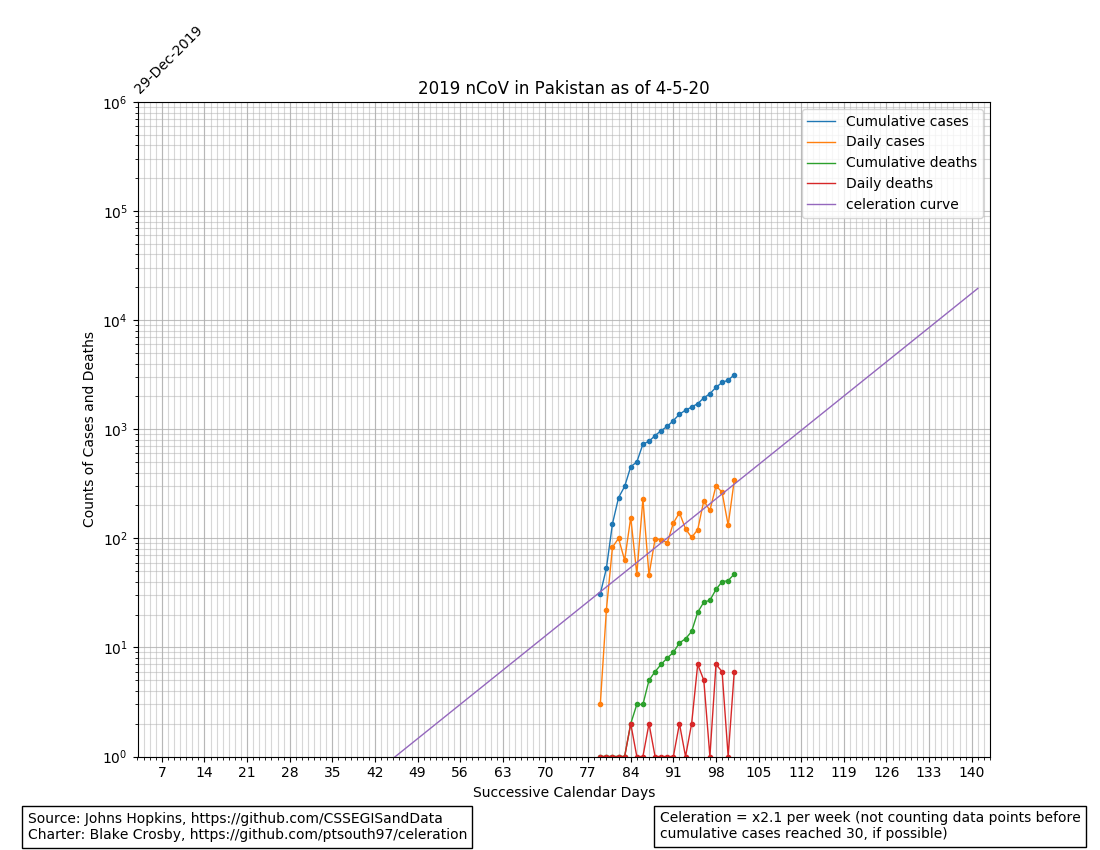 29-Dec-2019
2019 nCoV in Pakistan as of 4-5-20
Cumulative cases
Daily cases
Cumulative deaths
Daily deaths
celeration curve
10^6
10^5
10^4
10^3
10^2
10^1
10^0
Counts of Cases and Deaths
7 14 21 28 35 42 49 56 63 70 77 84 91 98 105 112 119 126 133 140
Successive Calendar Days
Source: Johns Hopkins, https://github.com/CSSEGISandData
Charter: Blake Crosby, https://github.com/ptsouth97/celeration
Celeration = x2.1 per week (not counting data points before
cumulative cases reached 30, if possible)